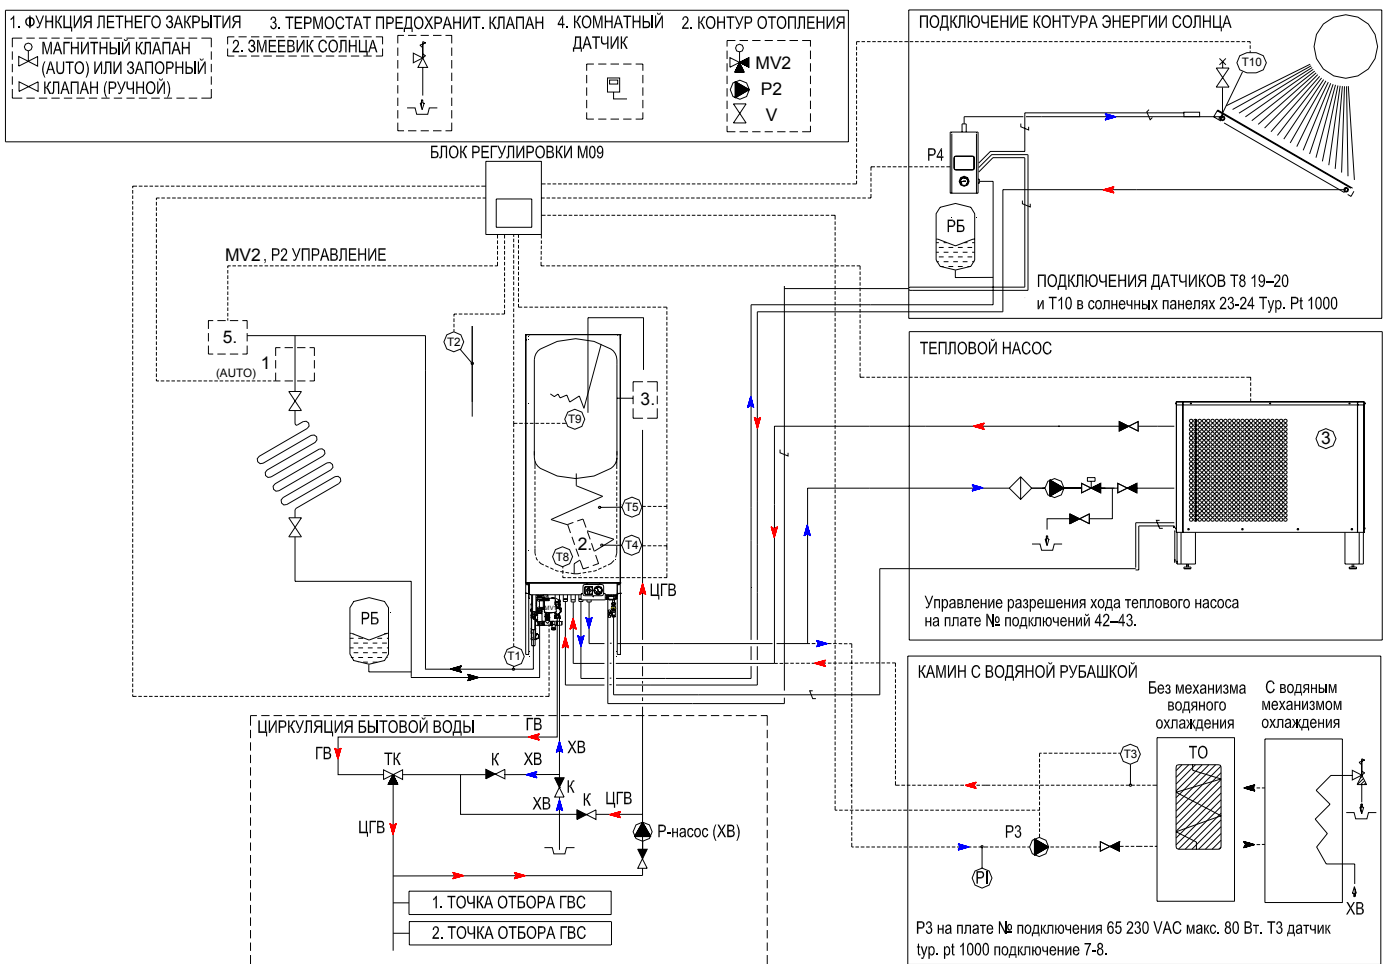 1. ФУНКЦИЯ ЛЕТНЕГО ЗАКРЫТИЯ
МАГНИТНЫЙ КЛАПАН
(AUTO) ИЛИ ЗАПОРНЫЙ
КЛАПАН (РУЧНОЙ)
2. ЗМЕЕВИК СОЛНЦА
3. ТЕРМОСТАТ ПРЕДОХРАНИТ. КЛАПАН
4. КОМНАТНЫЙ
ДАТЧИК
2. КОНТУР ОТОПЛЕНИЯ
MV2
P2
V
БЛОК РЕГУЛИРОВКИ М09
MV2 , P2 УПРАВЛЕНИЕ
5.
1
(AUTO)
T2
T9
3.
T5
2.
T4
T8
MV1
T1
РБ
ЦГВ
ПОДКЛЮЧЕНИЕ КОНТУРА ЭНЕРГИИ СОЛНЦА
T10
P4
РБ
ПОДКЛЮЧЕНИЯ ДАТЧИКОВ Т8 19–20
и Т10 в солнечных панелях 23-24 Typ. Pt 1000
ТЕПЛОВОЙ НАСОС
3
Управление разрешения хода теплового насоса
на плате № подключений 42–43.
КАМИН С ВОДЯНОЙ РУБАШКОЙ
Без механизма
водяного
охлаждения
С водяным
механизмом
охлаждения
T3
ТО
P3
PI
ХВ
P3 на плате № подключения 65 230 VAC макс. 80 Вт. Т3 датчик
typ. pt 1000 подключение 7-8.
ЦИРКУЛЯЦИЯ БЫТОВОЙ ВОДЫ
ГВ
ГВ
ХВ
ТК
К
ХВ
К
ХВ
К
ЦГВ
ЦГВ
Р-насос (ХВ)
1. ТОЧКА ОТБОРА ГВС
2. ТОЧКА ОТБОРА ГВС